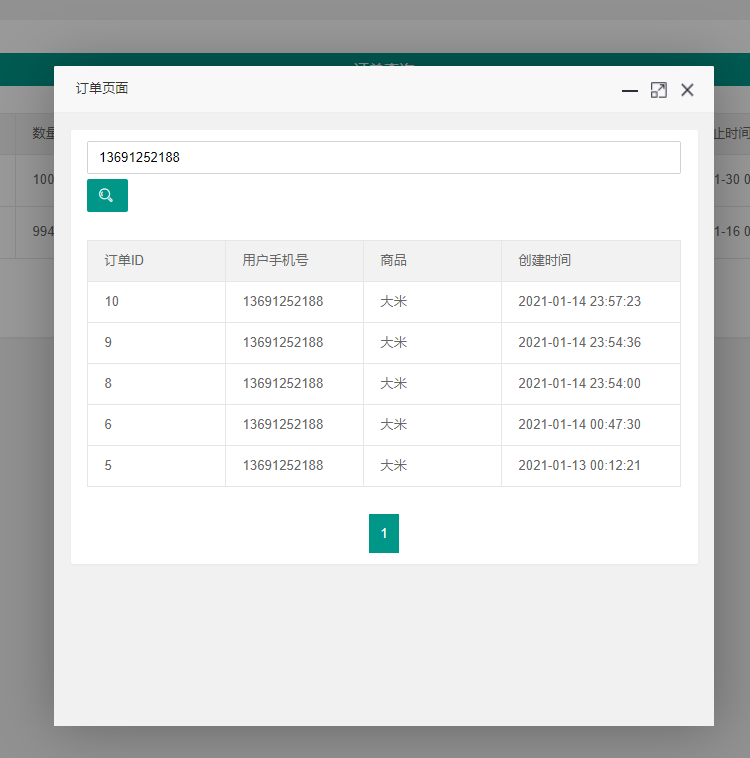 订单页面
13691252188
订单ID 用户手机号 商品 创建时间
10 13691252188 大米 2021-01-14 23:57:23
9 13691252188 大米 2021-01-14 23:54:36
8 13691252188 大米 2021-01-14 23:54:00
6 13691252188 大米 2021-01-14 00:47:30
5 13691252188 大米 2021-01-13 00:12:21
1
数量
止时间
100
1-30 0
994
1-16 0